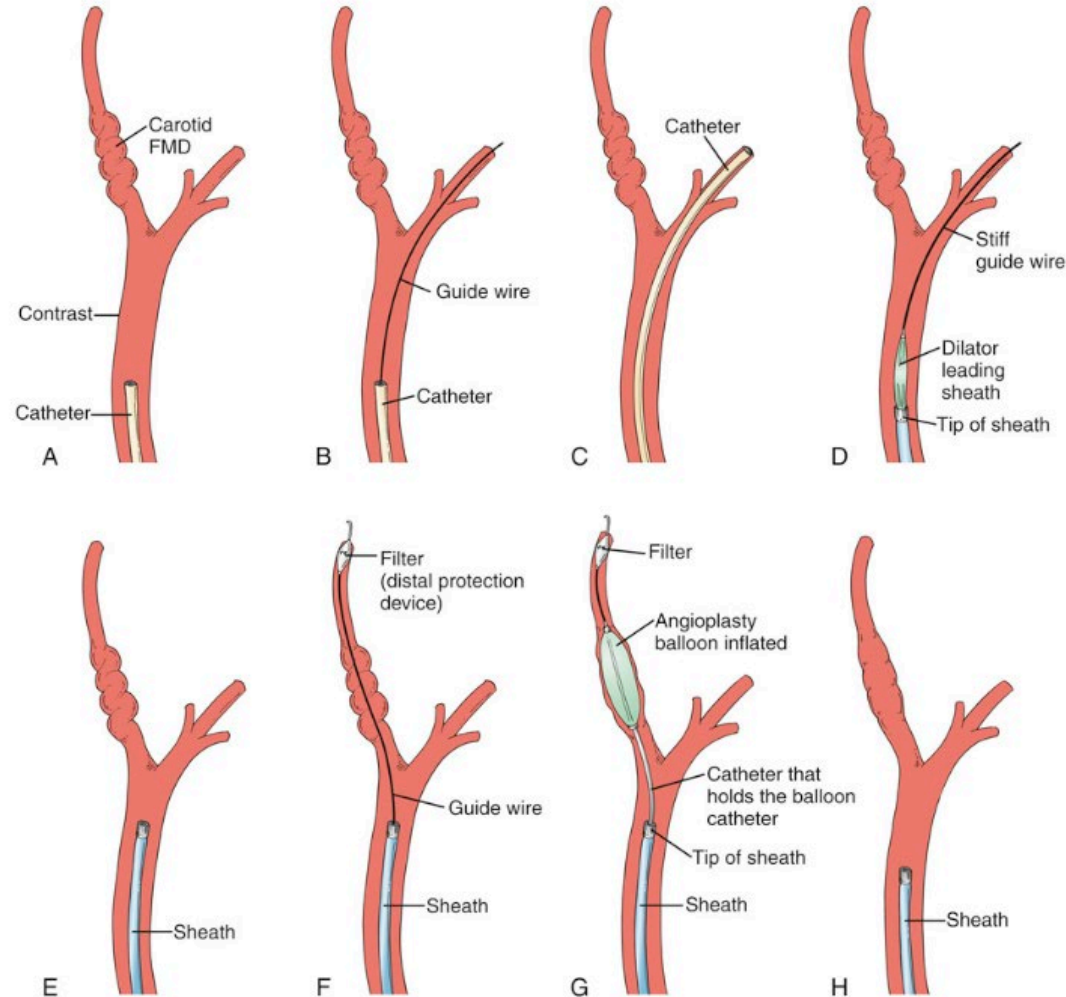 Carotid
FMD
Contrast
Catheter
A
Guide wire
Catheter
B
Catheter
C
Stiff
guide wire
Dilator
leading
sheath
Tip of sheath
D
Sheath
E
Filter
(distal protection
device)
Guide wire
Sheath
F
Filter
Angioplasty
balloon inflated
Catheter that
holds the balloon
catheter
Tip of sheath
Sheath
G
Sheath
H